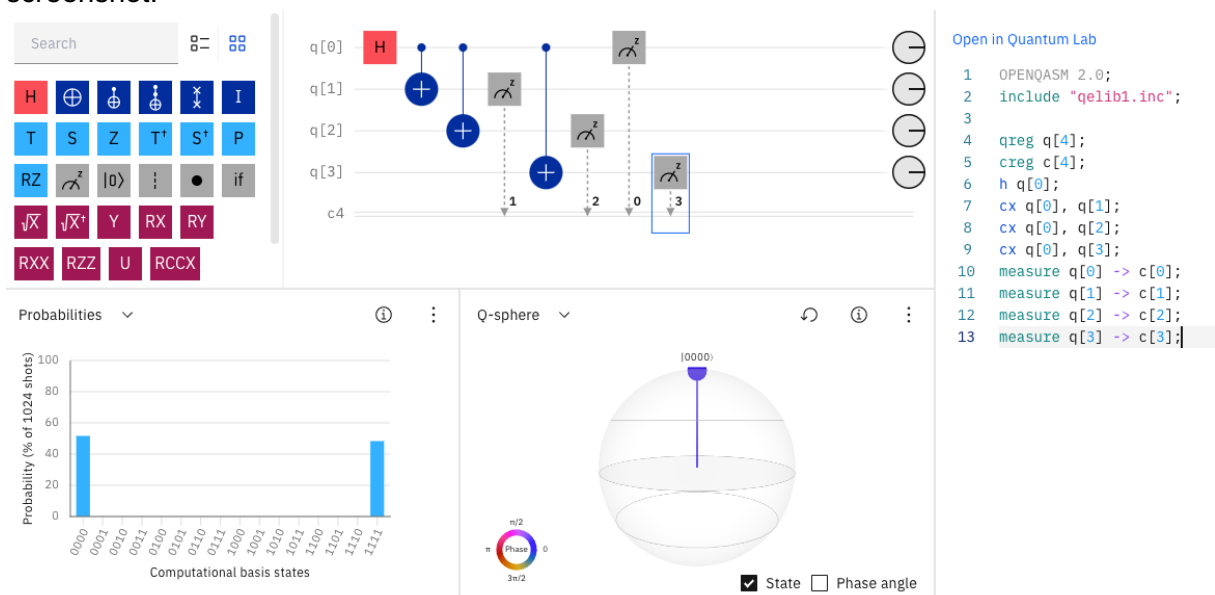 screenshot.
Search
H I
T S Z T† S† P
RZ z |0⟩ if
√X √X† Y RX RY
RXX RZZ U RCCX
q[0] H z
q[1] z
q[2] z
q[3] z
c4 1 2 0 3
Open in Quantum Lab
1 OPENQASM 2.0;
2 include "qelib1.inc";
3
4 qreg q[4];
5 creg c[4];
6 h q[0];
7 cx q[0], q[1];
8 cx q[0], q[2];
9 cx q[0], q[3];
10 measure q[0] -> c[0];
11 measure q[1] -> c[1];
12 measure q[2] -> c[2];
13 measure q[3] -> c[3];
Probabilities
Probability (% of 1024 shots)
100
80
60
40
20
0
0000 0001 0010 0011 0100 0101 0110 0111 1000 1001 1010 1011 1100 1101 1110 1111
Computational basis states
Q-sphere
|0000⟩
π/2
π Phase 0
3π/2
State Phase angle